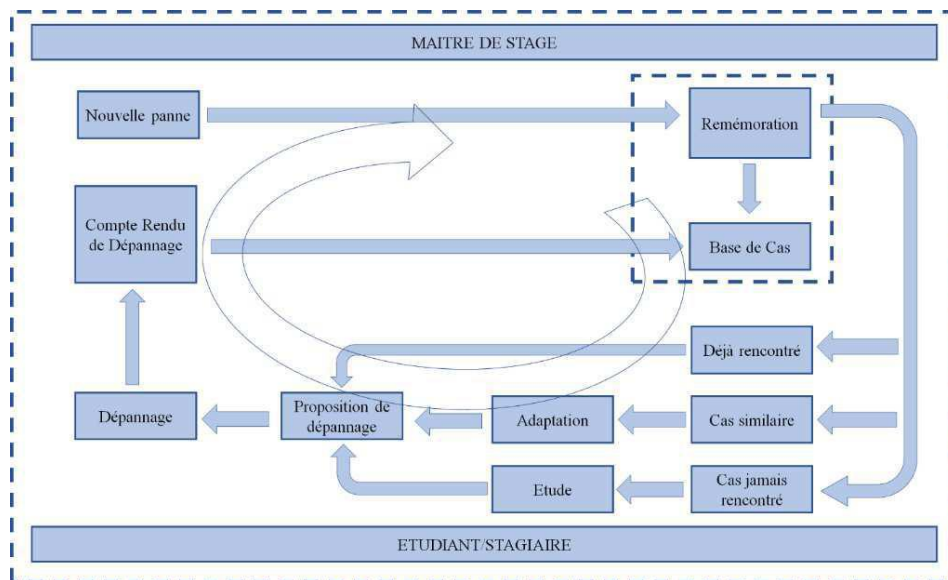 MAITRE DE STAGE
Nouvelle panne
Remémoration
Compte Rendu
de Dépannage
Base de Cas
Déjà rencontré
Dépannage
Proposition de
dépannage
Adaptation
Cas similaire
Etude
Cas jamais
rencontré
ETUDIANT/STAGIAIRE